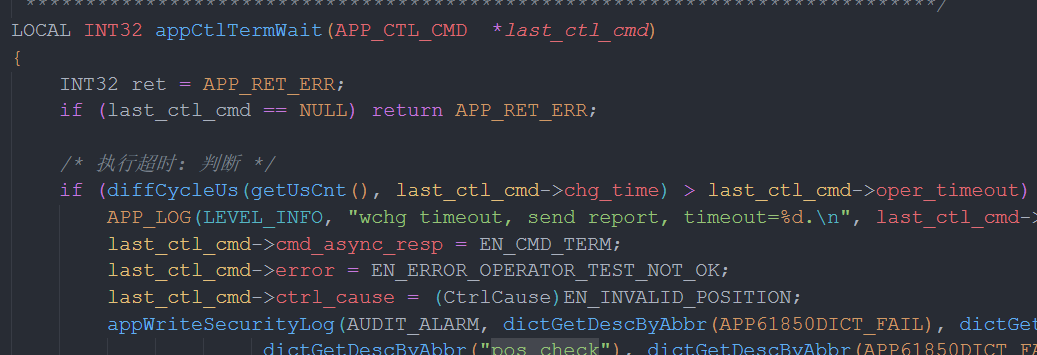 ******************************************************************************/
LOCAL INT32 appCtlTermWait(APP_CTL_CMD  *last_ctl_cmd)
{
    INT32 ret = APP_RET_ERR;
    if (last_ctl_cmd == NULL) return APP_RET_ERR;

    /* 执行超时: 判断 */
    if (diffCycleUs(getUsCnt(), last_ctl_cmd->chg_time) > last_ctl_cmd->oper_timeout)
        APP_LOG(LEVEL_INFO, "wchg timeout, send report, timeout=%d.\n", last_ctl_cmd->
        last_ctl_cmd->cmd_async_resp = EN_CMD_TERM;
        last_ctl_cmd->error = EN_ERROR_OPERATOR_TEST_NOT_OK;
        last_ctl_cmd->ctrl_cause = (CtrlCause)EN_INVALID_POSITION;
        appWriteSecurityLog(AUDIT_ALARM, dictGetDescByAbbr(APP61850DICT_FAIL), dictGet
                     dictGetDescByAbbr("pos_check"), dictGetDescByAbbr(APP61850DICT_FA